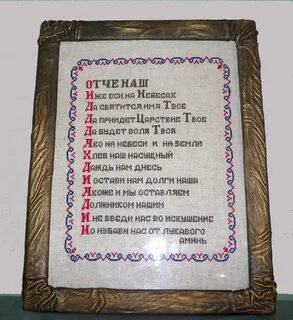 ОТЧЕ НАШ
ИЖЕ ЕСИ НА НЕБЕСАХ
ДА СВЯТИТСЯ ИМЯ ТВОЕ
ДА ПРИИДЕТ ЦАРСТВИЕ ТВОЕ
ДА БУДЕТ ВОЛЯ ТВОЯ
ЯКО НА НЕБЕСИ И НА ЗЕМЛИ
ХЛЕБ НАШ НАСУЩНЫЙ
ДАЖДЬ НАМ ДНЕСЬ
И ОСТАВИ НАМ ДОЛГИ НАША
ЯКОЖЕ И МЫ ОСТАВЛЯЕМ
ДОЛЖНИКОМ НАШИМ
И НЕ ВВЕДИ НАС ВО ИСКУШЕНИЕ
НО ИЗБАВИ НАС ОТ ЛУКАВОГО
АМИНЬ